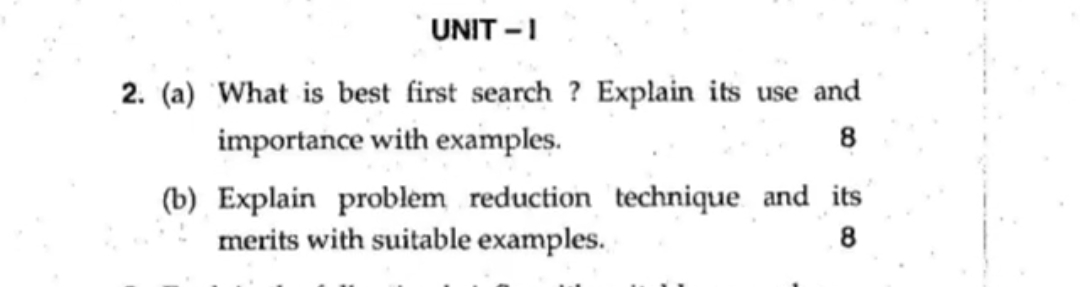 UNIT – I
2. (a) What is best first search ? Explain its use and
importance with examples. 8
(b) Explain problem reduction technique and its
merits with suitable examples. 8